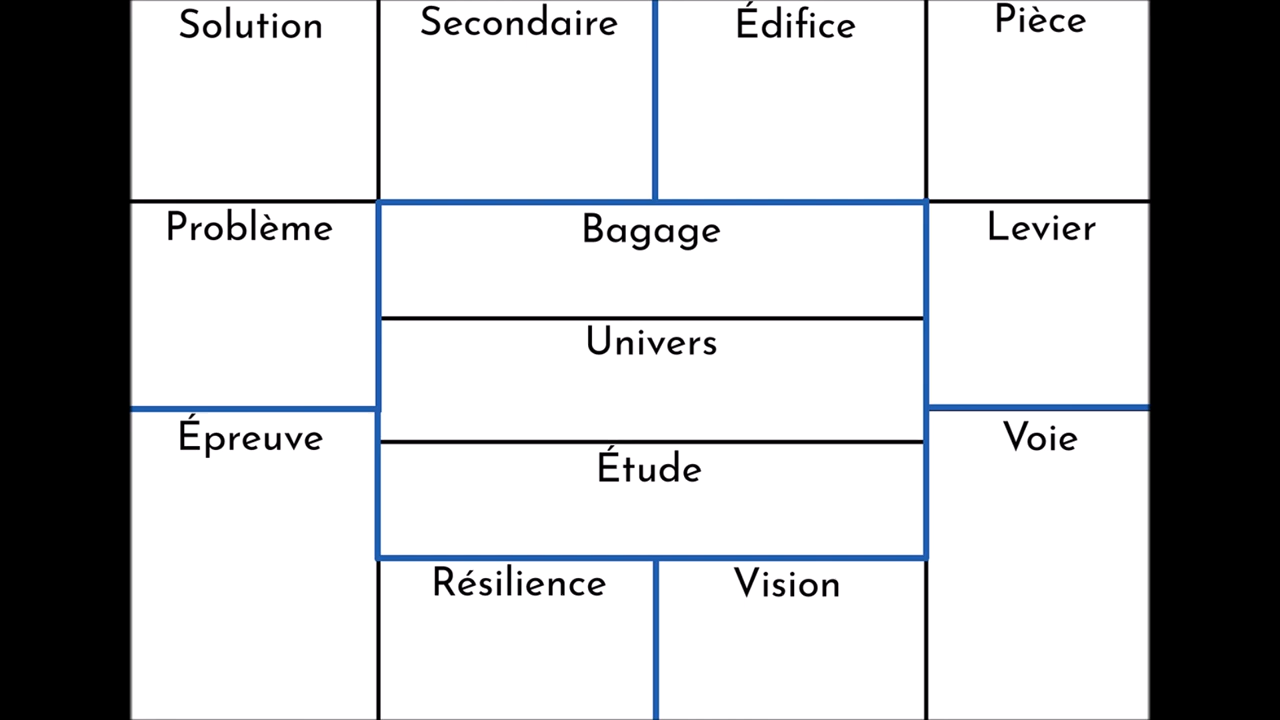 Solution
Secondaire
Édifice
Pièce
Problème
Bagage
Levier
Univers
Épreuve
Étude
Voie
Résilience
Vision